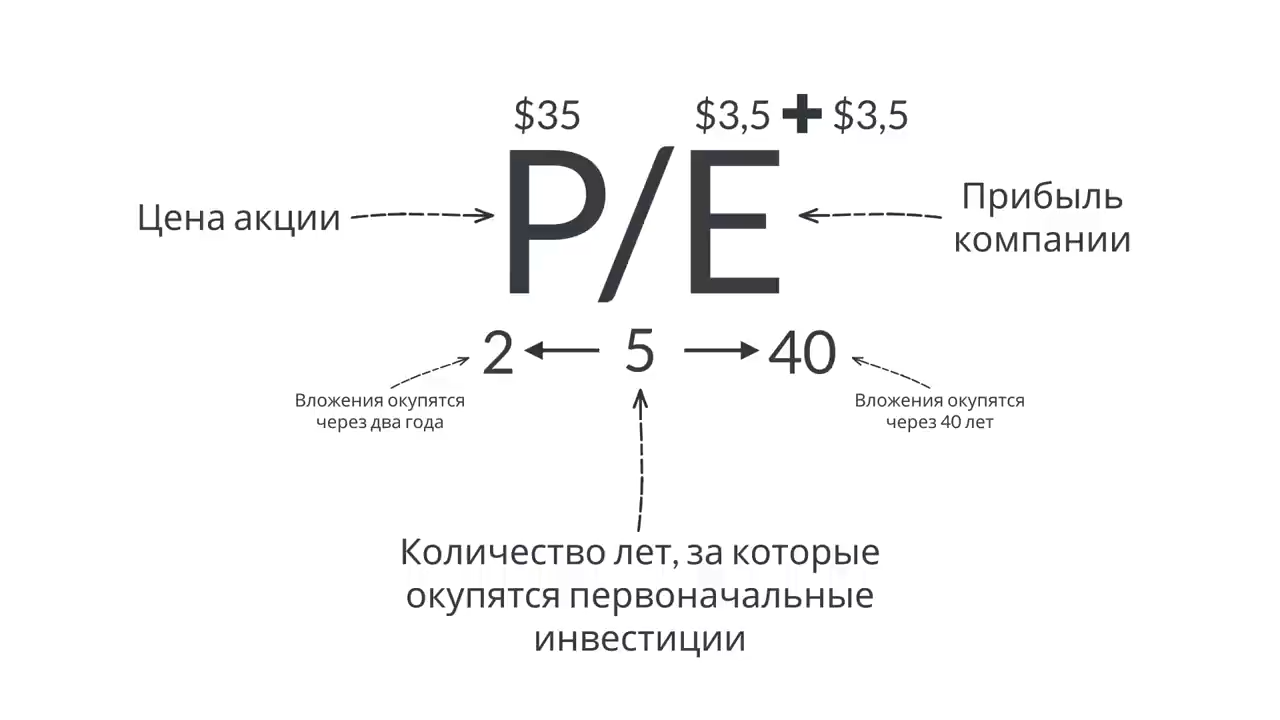 $35
$3,5 + $3,5
P/E
Цена акции
Прибыль
компании
2
5
40
Вложения окупятся
через два года
Вложения окупятся
через 40 лет
Количество лет, за которые
окупятся первоначальные
инвестиции